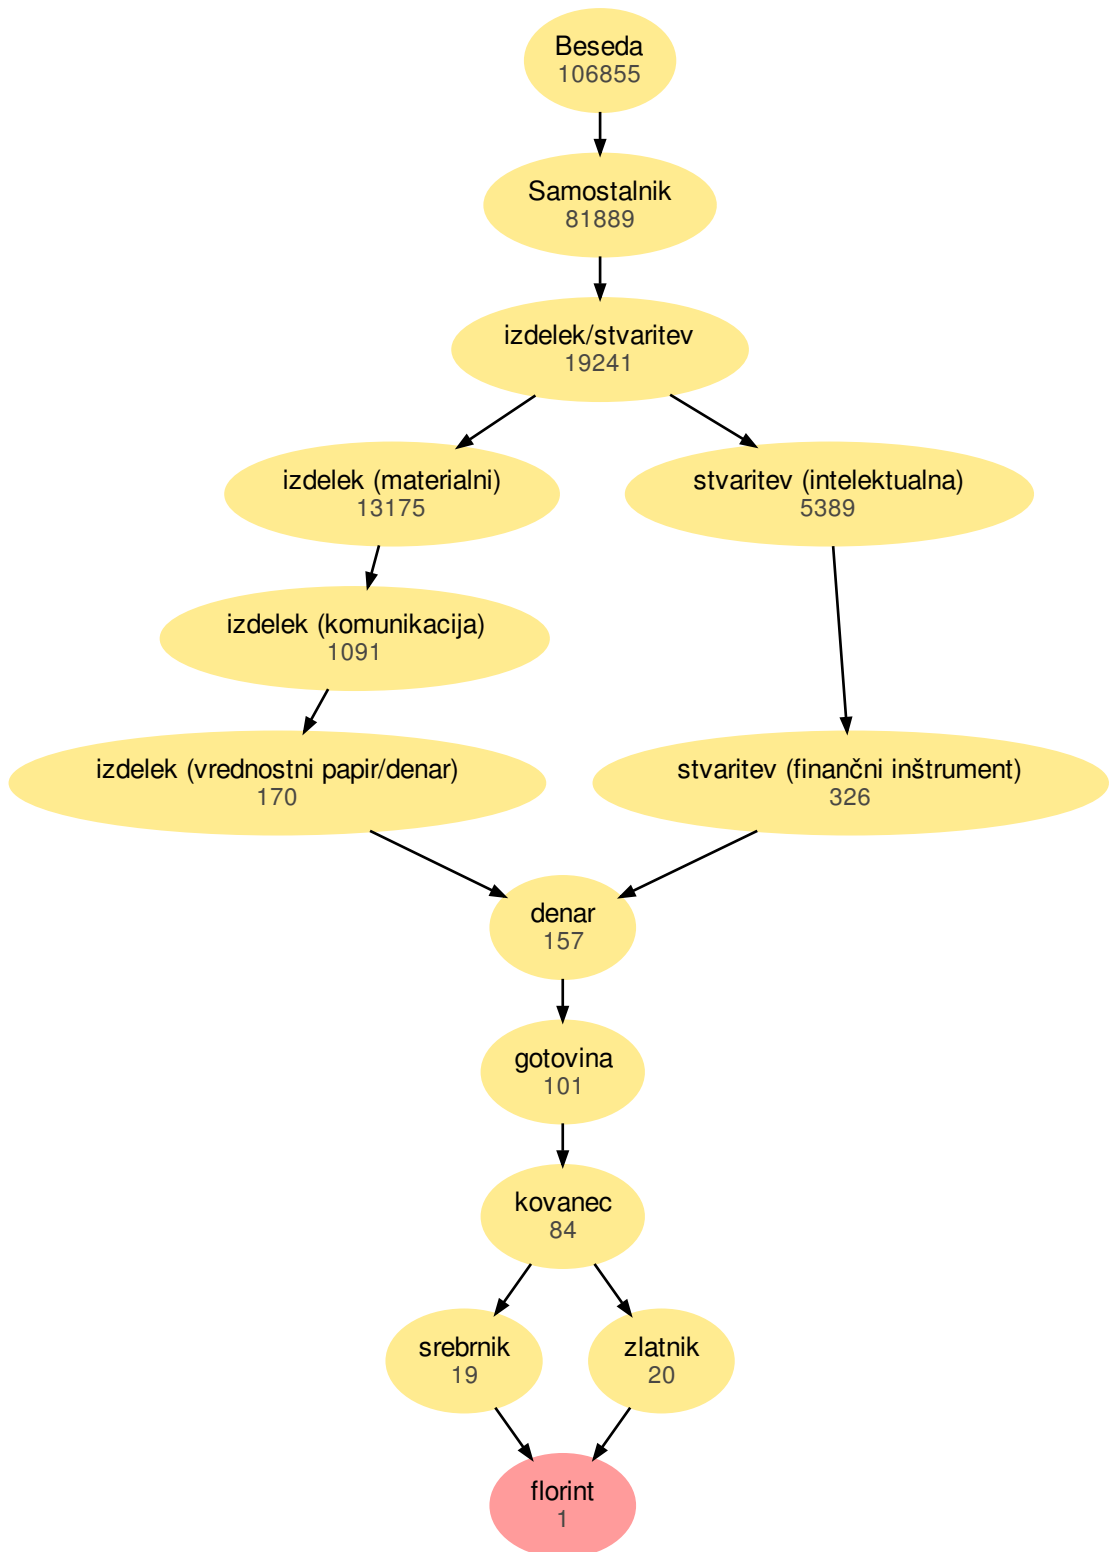 Beseda
106855
Samostalnik
81889
izdelek/stvaritev
19241
izdelek (materialni)
13175
stvaritev (intelektualna)
5389
izdelek (komunikacija)
1091
izdelek (vrednostni papir/denar)
170
stvaritev (finančni inštrument)
326
denar
157
gotovina
101
kovanec
84
srebrnik
19
zlatnik
20
florint
1